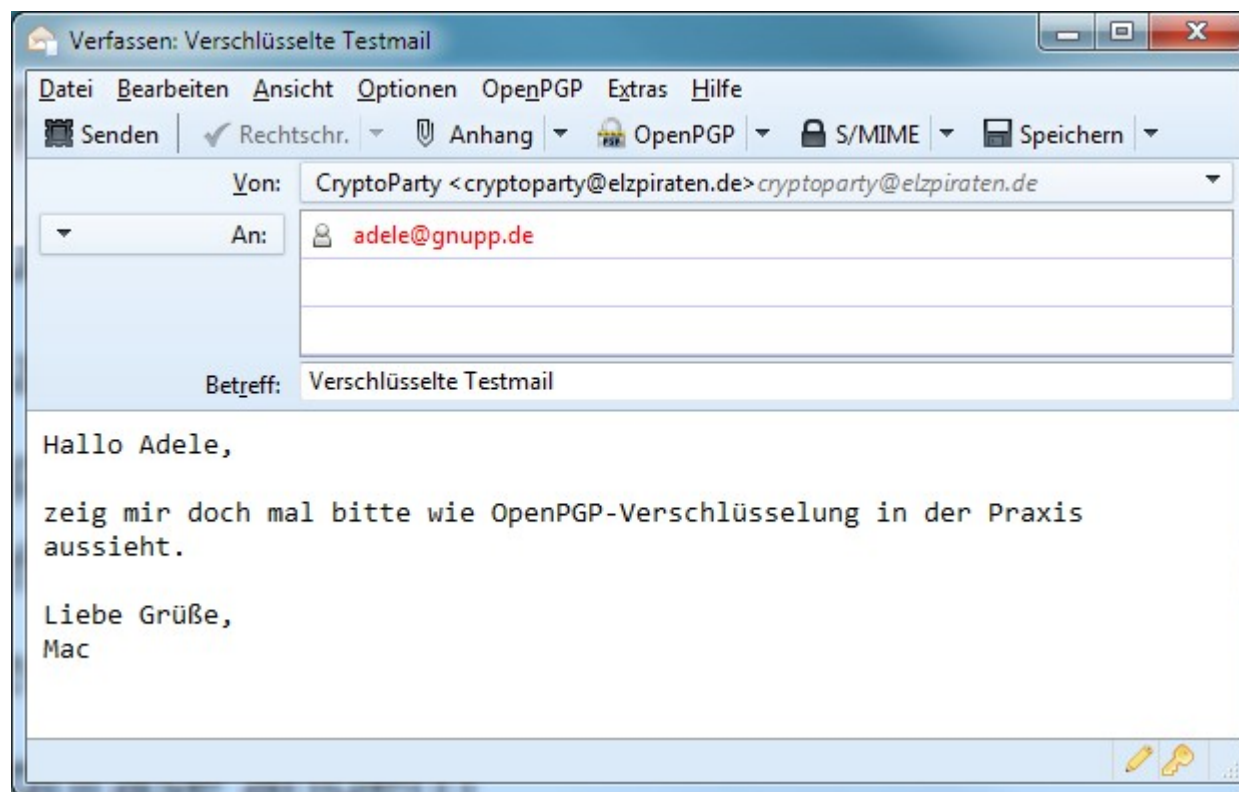 Verfassen: Verschlüsselte Testmail
Datei Bearbeiten Ansicht Optionen OpenPGP Extras Hilfe
Senden Rechtschr. Anhang OpenPGP S/MIME Speichern
Von: CryptoParty <cryptoparty@elzpiraten.de> cryptoparty@elzpiraten.de
An: adele@gnupp.de
Betreff: Verschlüsselte Testmail
Hallo Adele,
zeig mir doch mal bitte wie OpenPGP-Verschlüsselung in der Praxis
aussieht.
Liebe Grüße,
Mac